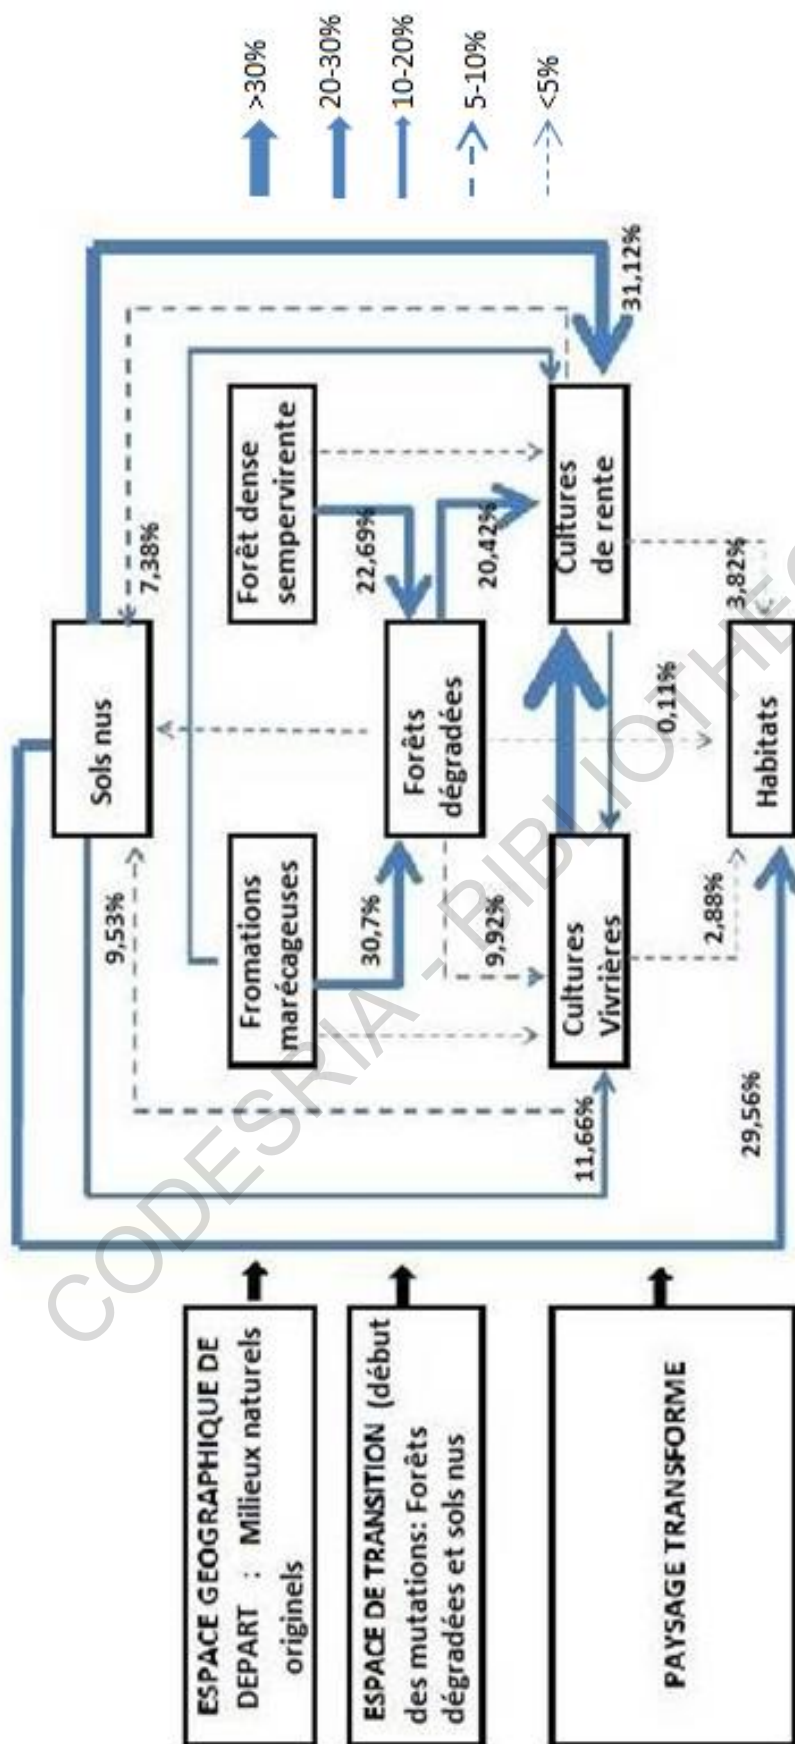 ESPACE GEOGRAPHIQUE DE
DEPART : Milieux naturels
originels
ESPACE DE TRANSITION (début
des mutations: Forêts
dégradées et sols nus
PAYSAGE TRANSFORME
Sols nus
9,53%
7,38%
Fromations
marécageuses
Forêt dense
sempervirente
30,7%
22,69%
Forêts
dégradées
9,92%
20,42%
11,66%
Cultures
Vivrières
Cultures
de rente
31,12%
0,11%
2,88%
3,82%
29,56%
Habitats
>30%
20-30%
10-20%
5-10%
<5%
CODESRIA - BIBLIOTHEQ